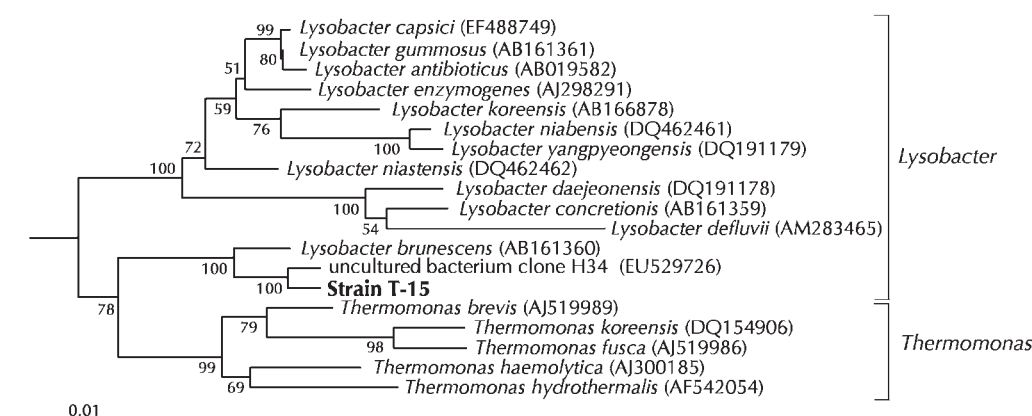 99 Lysobacter capsici (EF488749)
Lysobacter gummosus (AB161361)
80
51 Lysobacter antibioticus (AB019582)
Lysobacter enzymogenes (AJ298291)
59 Lysobacter koreensis (AB166878)
76 Lysobacter niabensis (DQ462461)
100 Lysobacter yangpyeongensis (DQ191179)
72
Lysobacter
100 Lysobacter niastensis (DQ462462)
Lysobacter daejeonensis (DQ191178)
100 Lysobacter concretionis (AB161359)
54 Lysobacter defluvii (AM283465)
Lysobacter brunescens (AB161360)
100 uncultured bacterium clone H34 (EU529726)
100 Strain T-15
78 Thermomonas brevis (AJ519989)
79 Thermomonas koreensis (DQ154906)
98 Thermomonas fusca (AJ519986)
Thermomonas
99 Thermomonas haemolytica (AJ300185)
69 Thermomonas hydrothermalis (AF542054)
0.01